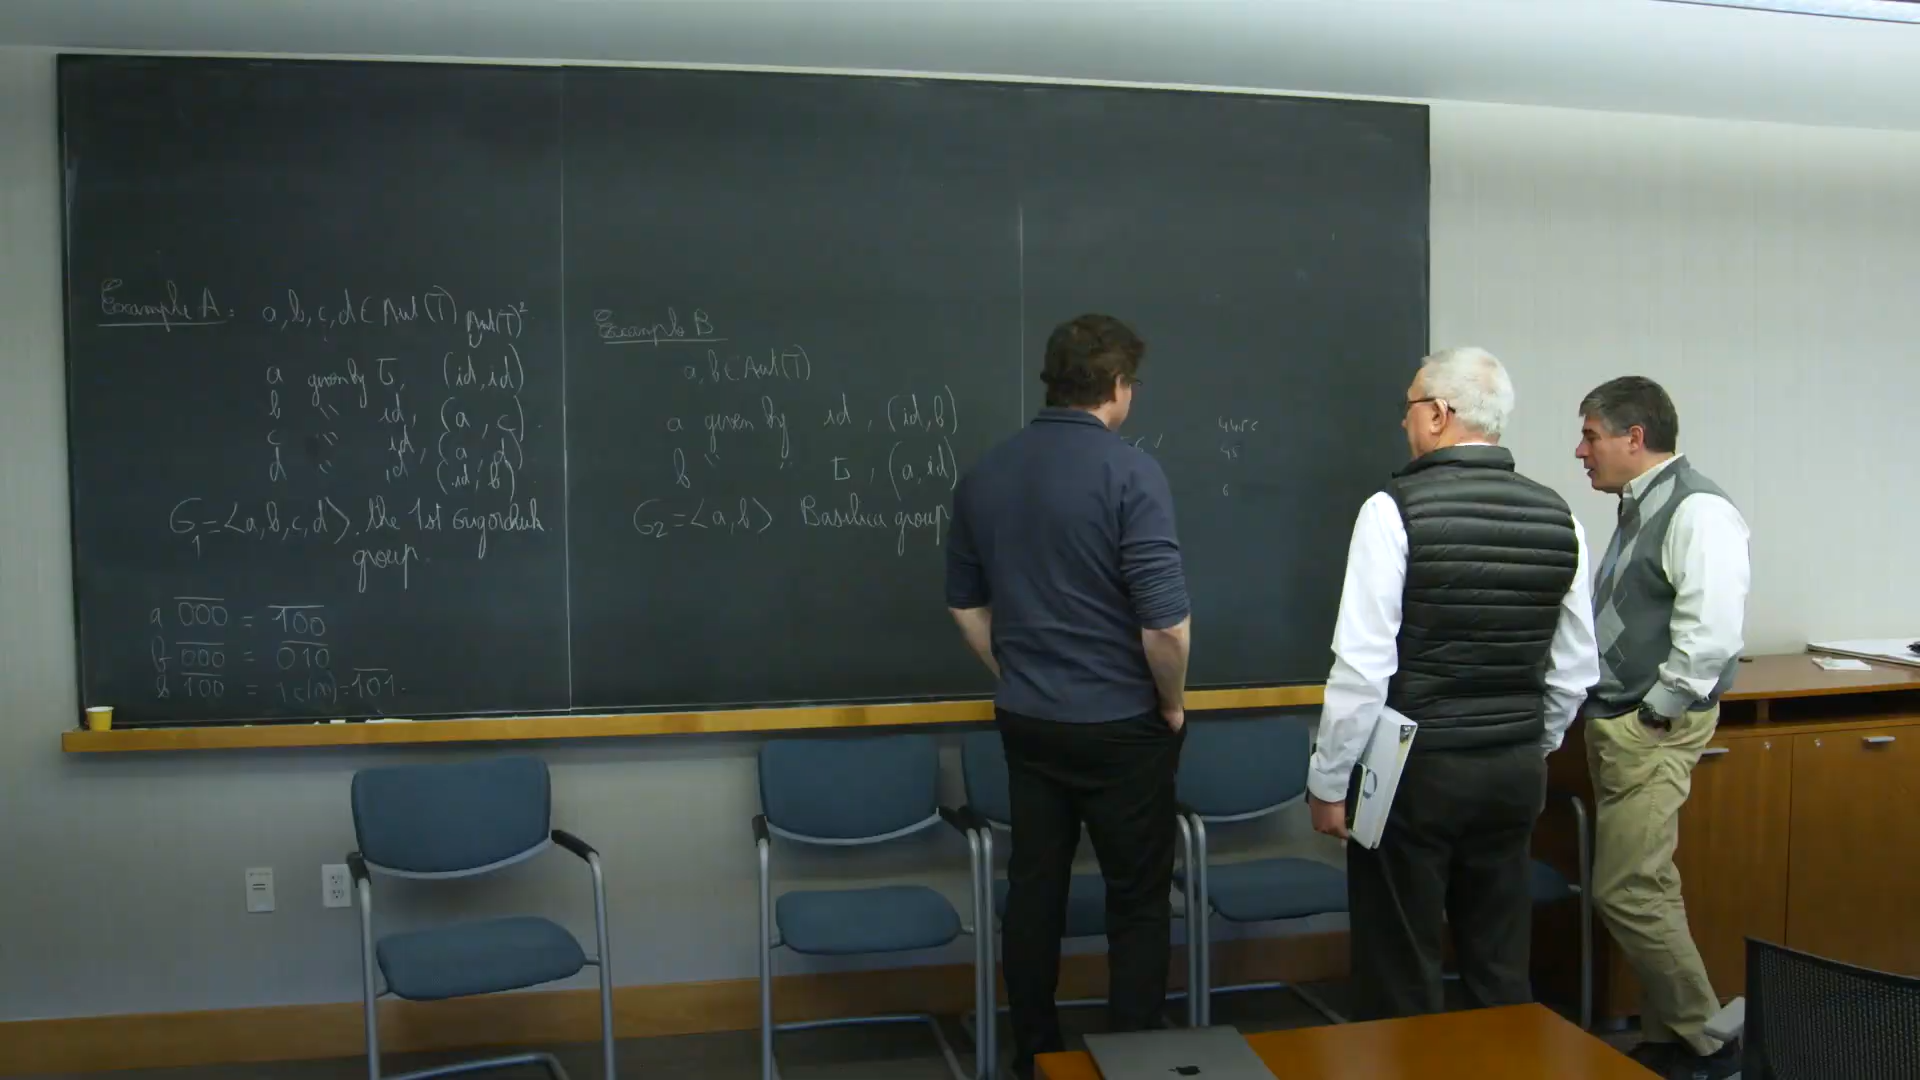 Example A: a,b,c,d ∈ Aut(T) Aut(T)²
a given by σ, (id,id)
b " id, (a, c)
c " id, (a, d)
d " id, (id, b)
G₁ = <a,b,c,d>. the 1st Grigorchuk
group.
a 000 = 100
b 000 = 010
b 100 = 1c(00) = 101.
Example B
a, b ∈ Aut(T)
a given by id, (id, b)
b " " σ, (a, id)
G₂ = <a,b> Basilica group